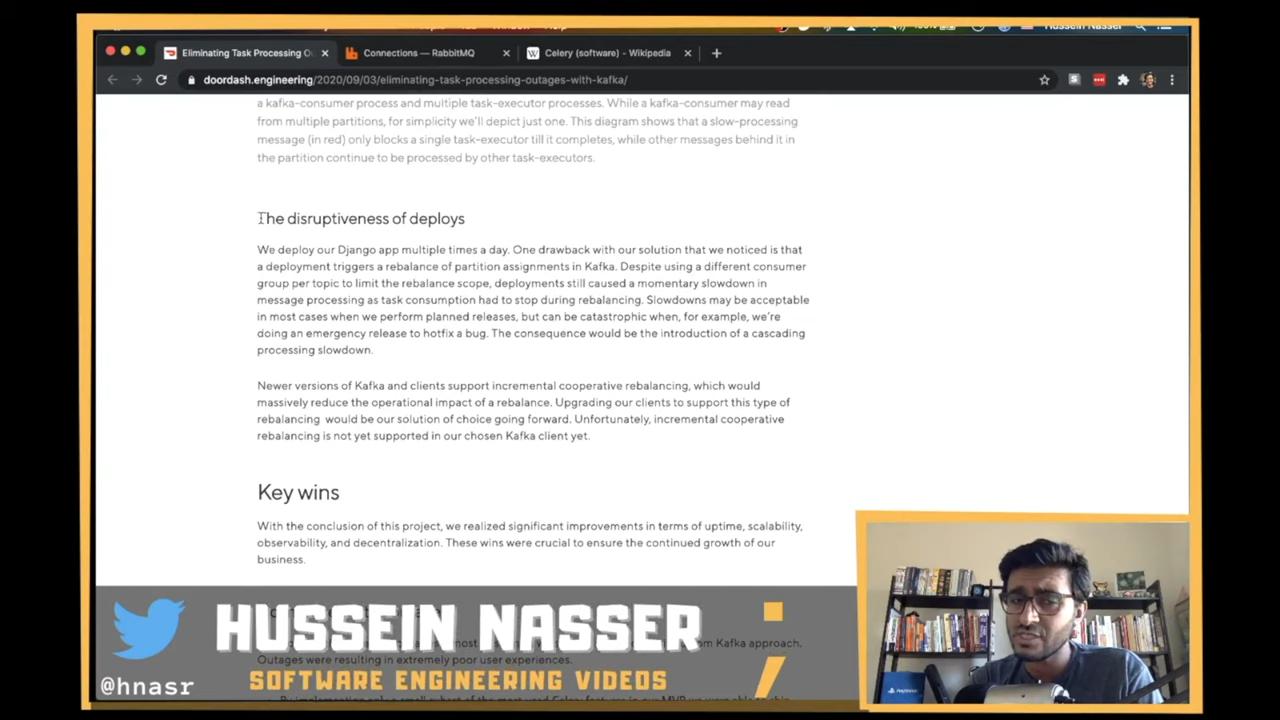 Hussein Nasser
Eliminating Task Processing O
Connections — RabbitMQ
Celery (software) - Wikipedia
doordash.engineering/2020/09/03/eliminating-task-processing-outages-with-kafka/
a kafka-consumer process and multiple task-executor processes. While a kafka-consumer may read
from multiple partitions, for simplicity we'll depict just one. This diagram shows that a slow-processing
message (in red) only blocks a single task-executor till it completes, while other messages behind it in
the partition continue to be processed by other task-executors.
The disruptiveness of deploys
We deploy our Django app multiple times a day. One drawback with our solution that we noticed is that
a deployment triggers a rebalance of partition assignments in Kafka. Despite using a different consumer
group per topic to limit the rebalance scope, deployments still caused a momentary slowdown in
message processing as task consumption had to stop during rebalancing. Slowdowns may be acceptable
in most cases when we perform planned releases, but can be catastrophic when, for example, we're
doing an emergency release to hotfix a bug. The consequence would be the introduction of a cascading
processing slowdown.
Newer versions of Kafka and clients support incremental cooperative rebalancing, which would
massively reduce the operational impact of a rebalance. Upgrading our clients to support this type of
rebalancing would be our solution of choice going forward. Unfortunately, incremental cooperative
rebalancing is not yet supported in our chosen Kafka client yet.
Key wins
With the conclusion of this project, we realized significant improvements in terms of uptime, scalability,
observability, and decentralization. These wins were crucial to ensure the continued growth of our
business.
HUSSEIN NASSER
om Kafka approach.
Outages were resulting in extremely poor user experiences.
SOFTWARE ENGINEERING VIDEOS
@hnasr
;